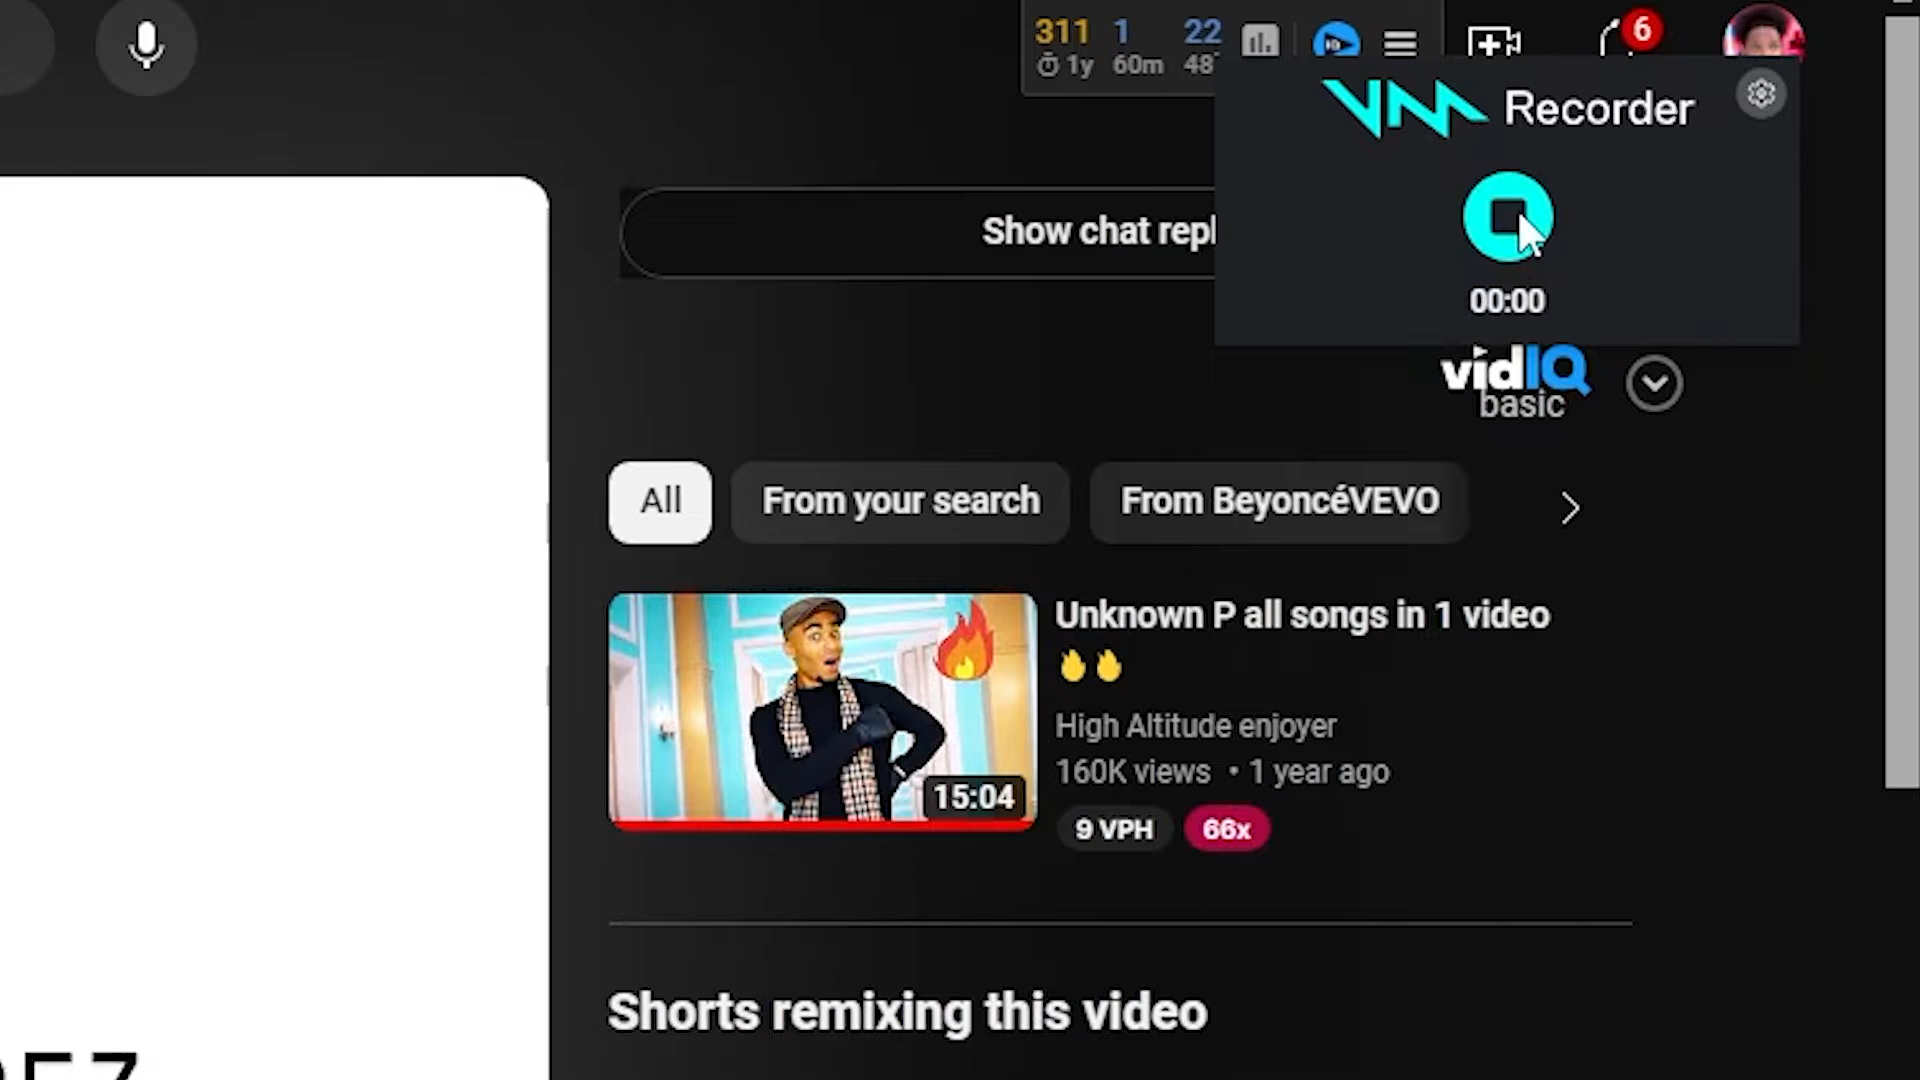 311 1 22
1y 60m 48
6
VM Recorder
Show chat repl
00:00
vidIQ
basic
All
From your search
From BeyoncéVEVO
Unknown P all songs in 1 video
High Altitude enjoyer
160K views • 1 year ago
15:04
9 VPH
66x
Shorts remixing this video